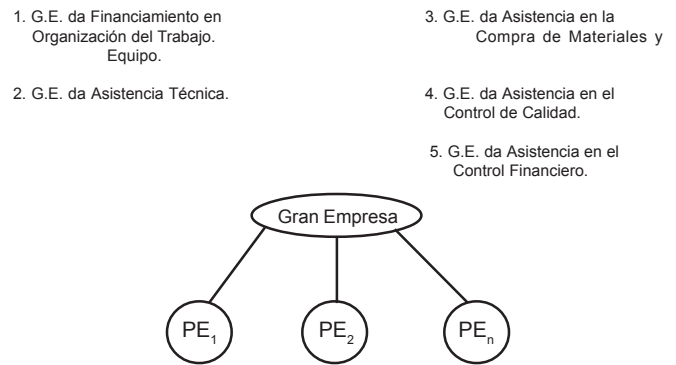 1. G.E. da Financiamiento en
Organización del Trabajo.
Equipo.
2. G.E. da Asistencia Técnica.
3. G.E. da Asistencia en la
Compra de Materiales y
4. G.E. da Asistencia en el
Control de Calidad.
5. G.E. da Asistencia en el
Control Financiero.
Gran Empresa
PE1 PE2 PEn